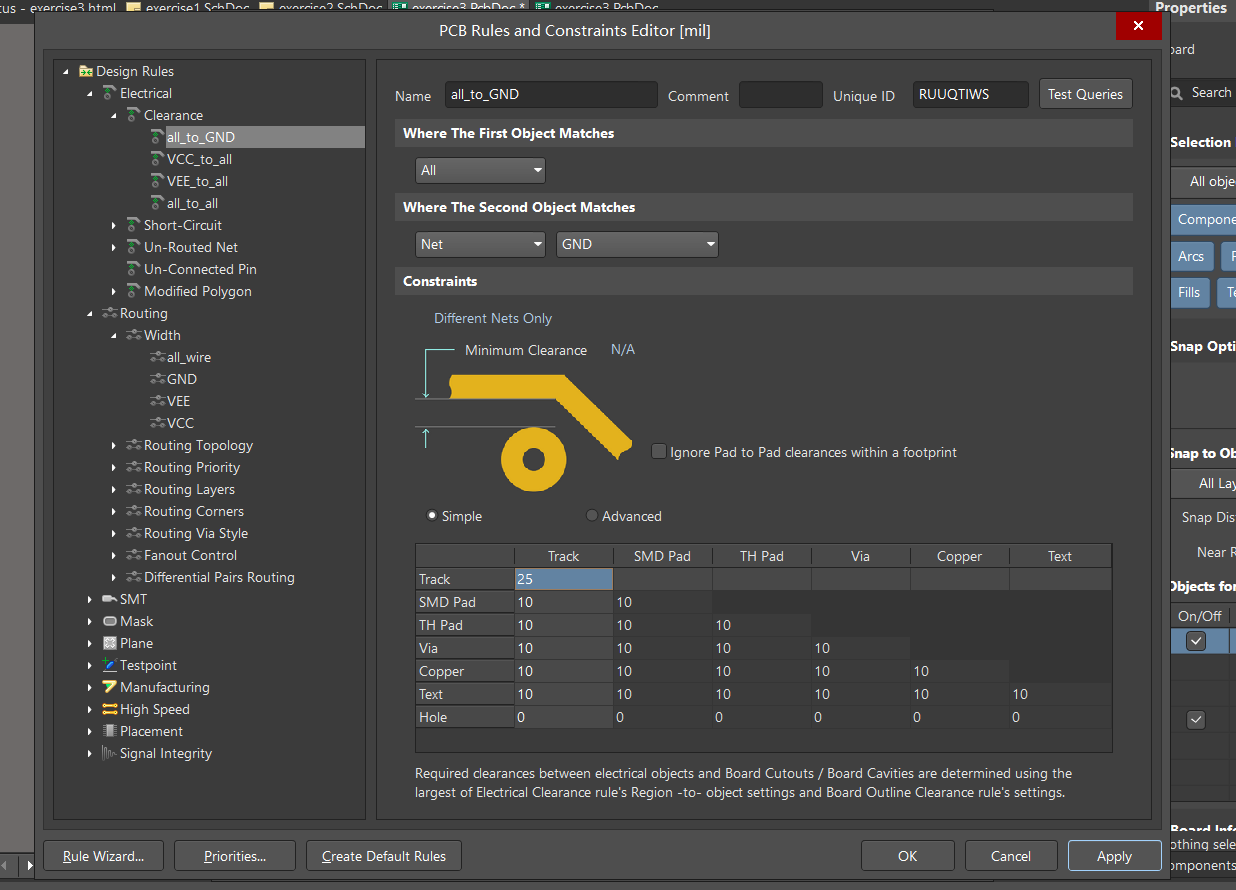 tus - exercise3.html exercise1.SchDoc exercise2.SchDoc exercise3.PcbDoc * exercise3.PcbDoc
Properties
PCB Rules and Constraints Editor [mil]
Design Rules
Electrical
Clearance
all_to_GND
VCC_to_all
VEE_to_all
all_to_all
Short-Circuit
Un-Routed Net
Un-Connected Pin
Modified Polygon
Routing
Width
all_wire
GND
VEE
VCC
Routing Topology
Routing Priority
Routing Layers
Routing Corners
Routing Via Style
Fanout Control
Differential Pairs Routing
SMT
Mask
Plane
Testpoint
Manufacturing
High Speed
Placement
Signal Integrity
Name all_to_GND Comment Unique ID RUUQTIWS Test Queries
Where The First Object Matches
All
Where The Second Object Matches
Net GND
Constraints
Different Nets Only
Minimum Clearance N/A
Ignore Pad to Pad clearances within a footprint
Simple Advanced
Track SMD Pad TH Pad Via Copper Text
Track 25
SMD Pad 10 10
TH Pad 10 10 10
Via 10 10 10 10
Copper 10 10 10 10 10
Text 10 10 10 10 10 10
Hole 0 0 0 0 0 0
Required clearances between electrical objects and Board Cutouts / Board Cavities are determined using the
largest of Electrical Clearance rule's Region -to- object settings and Board Outline Clearance rule's settings.
Rule Wizard... Priorities... Create Default Rules OK Cancel Apply
oard
Search
Selection
All obje
Compone
Arcs
Fills Te
Snap Opti
Snap to Ob
All Lay
Snap Dis
Near R
Objects for
On/Off
Board Info
othing sele
omponents